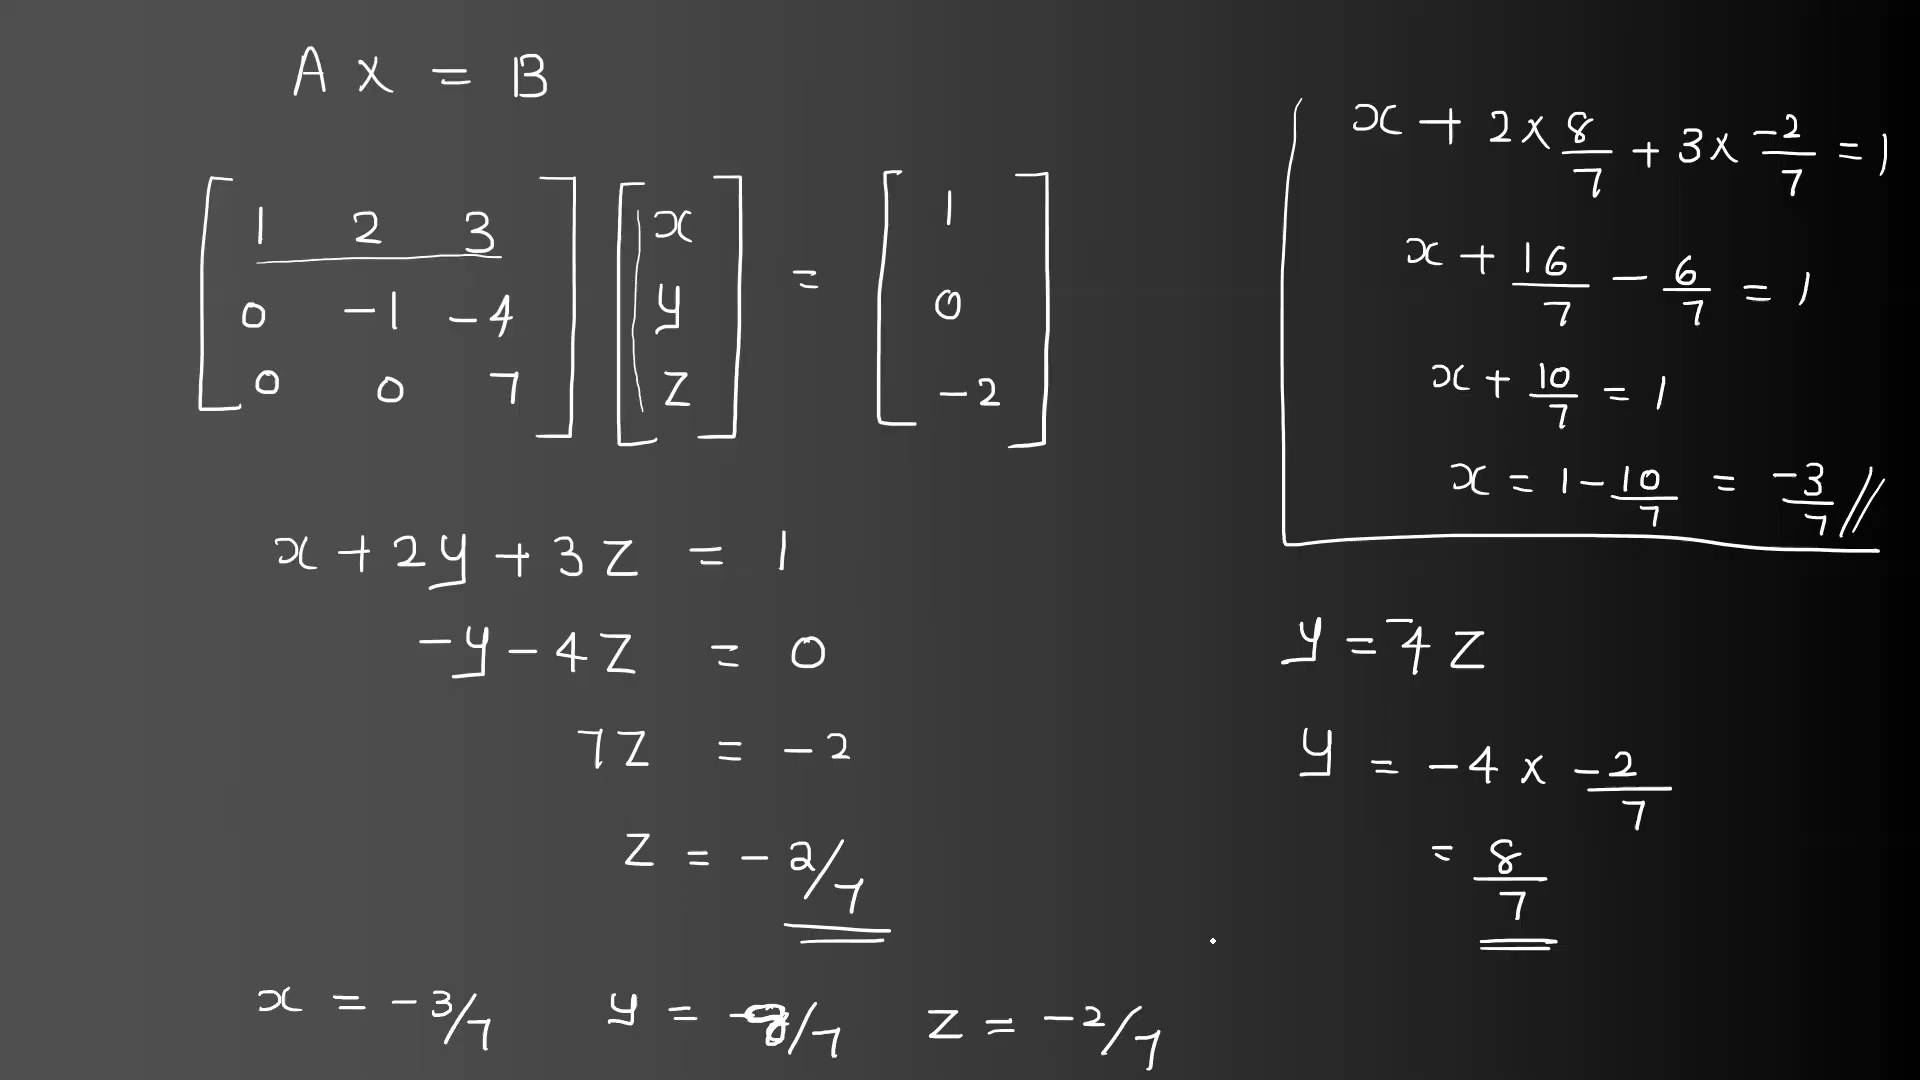 A X = B
[1 2 3] [x] = [1]
[0 -1 -4] [y] [0]
[0 0 7] [z] [-2]
x + 2y + 3z = 1
-y - 4z = 0
7z = -2
z = -2/7
x + 2 × 8/7 + 3 × -2/7 = 1
x + 16/7 - 6/7 = 1
x + 10/7 = 1
x = 1 - 10/7 = -3/7 //
y = -4z
y = -4 × -2/7
= 8/7
x = -3/7 y = 8/7 z = -2/7